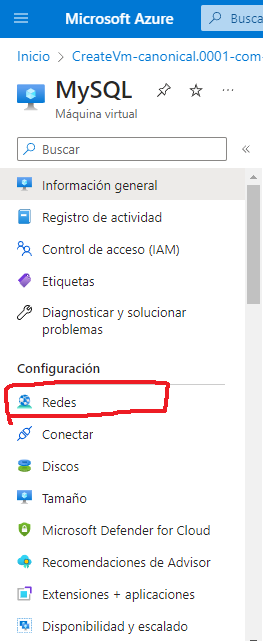 Microsoft Azure
Busca
Inicio > CreateVm-canonical.0001-com-
MySQL
Máquina virtual
Buscar
Información general
Registro de actividad
Control de acceso (IAM)
Etiquetas
Diagnosticar y solucionar
problemas
Configuración
Redes
Conectar
Discos
Tamaño
Microsoft Defender for Cloud
Recomendaciones de Advisor
Extensiones + aplicaciones
Disponibilidad y escalado